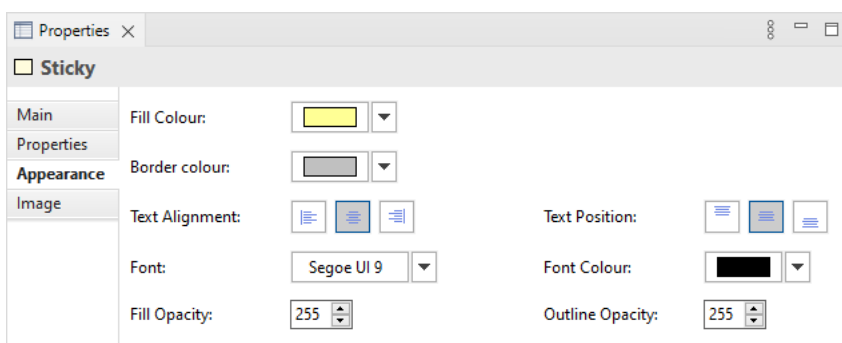 Properties
Sticky
Main
Properties
Appearance
Image
Fill Colour:
Border colour:
Text Alignment:
Text Position:
Font:
Segoe UI 9
Font Colour:
Fill Opacity:
255
Outline Opacity:
255